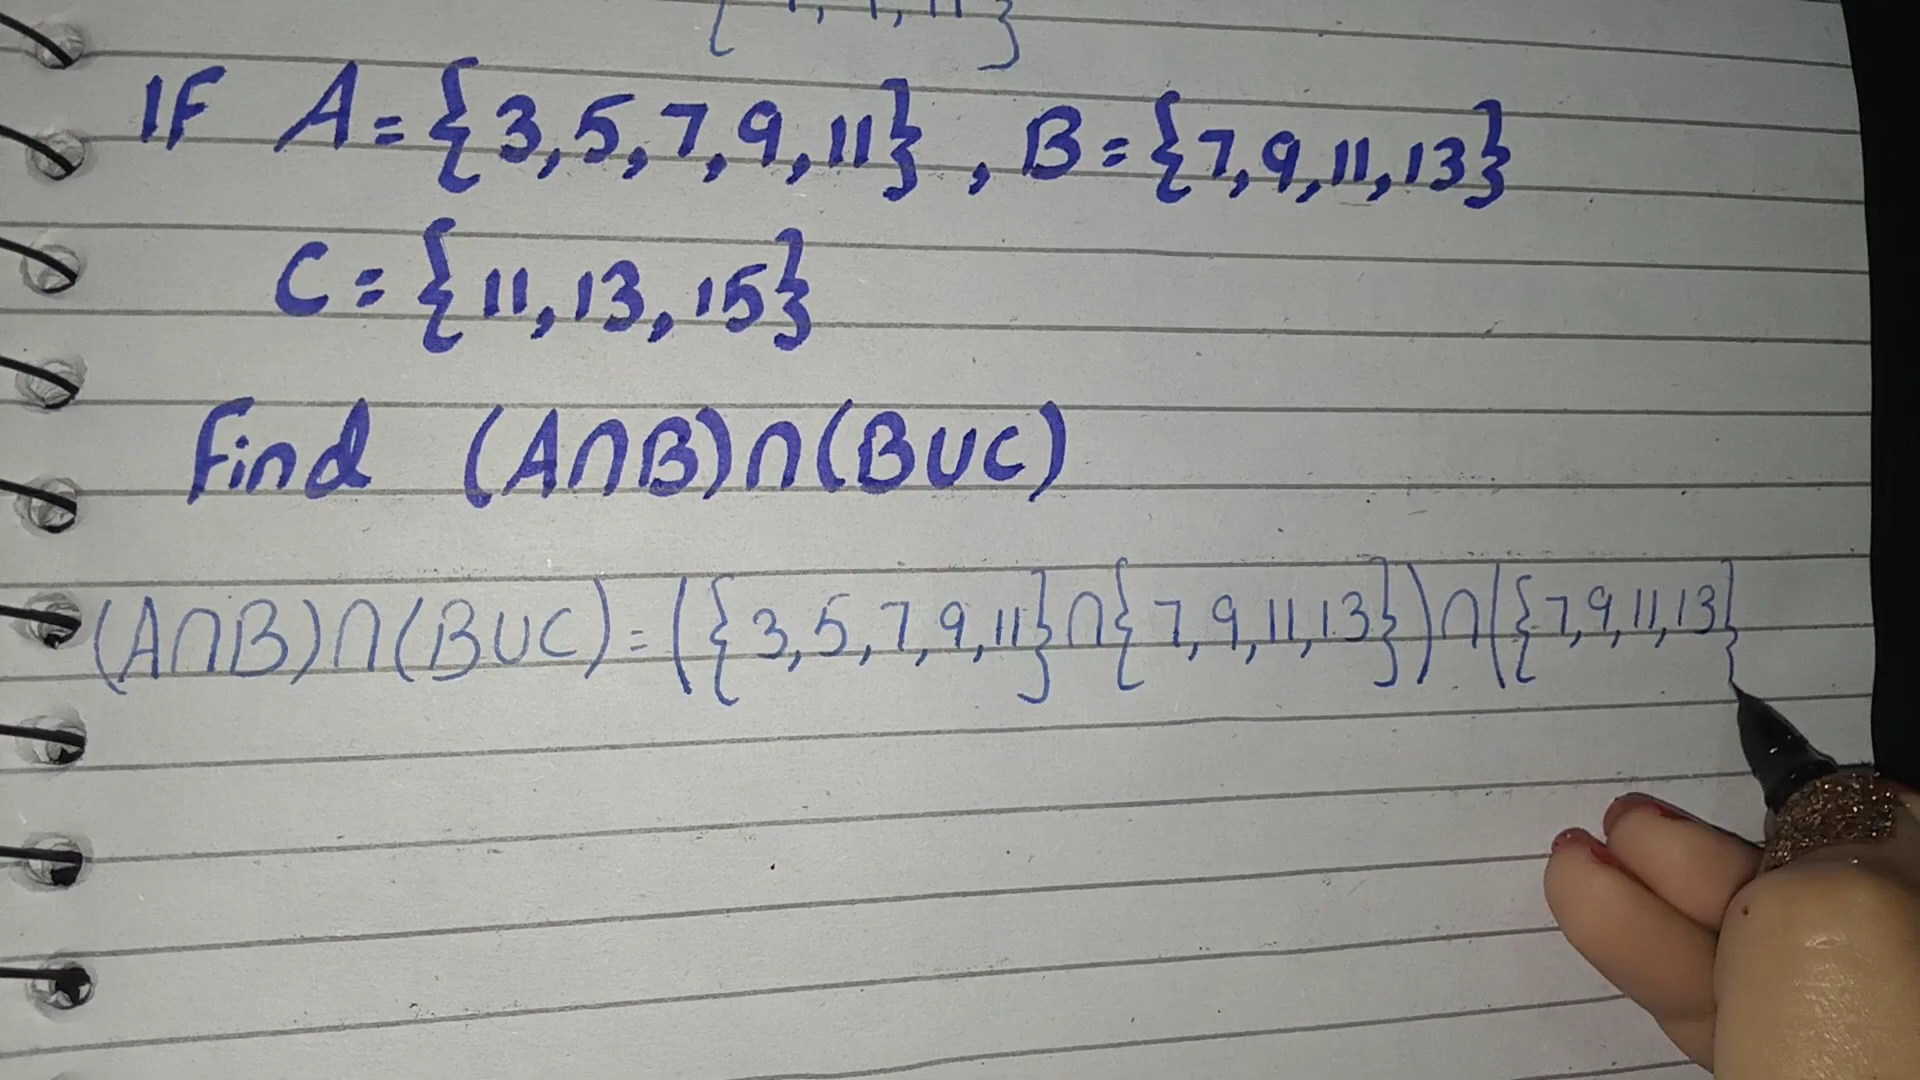 IF A={3,5,7,9,11}, B={7,9,11,13}
C={11,13,15}
Find (A∩B)∩(B∪C)
(A∩B)∩(B∪C)=({3,5,7,9,11}∩{7,9,11,13})∩({7,9,11,13}